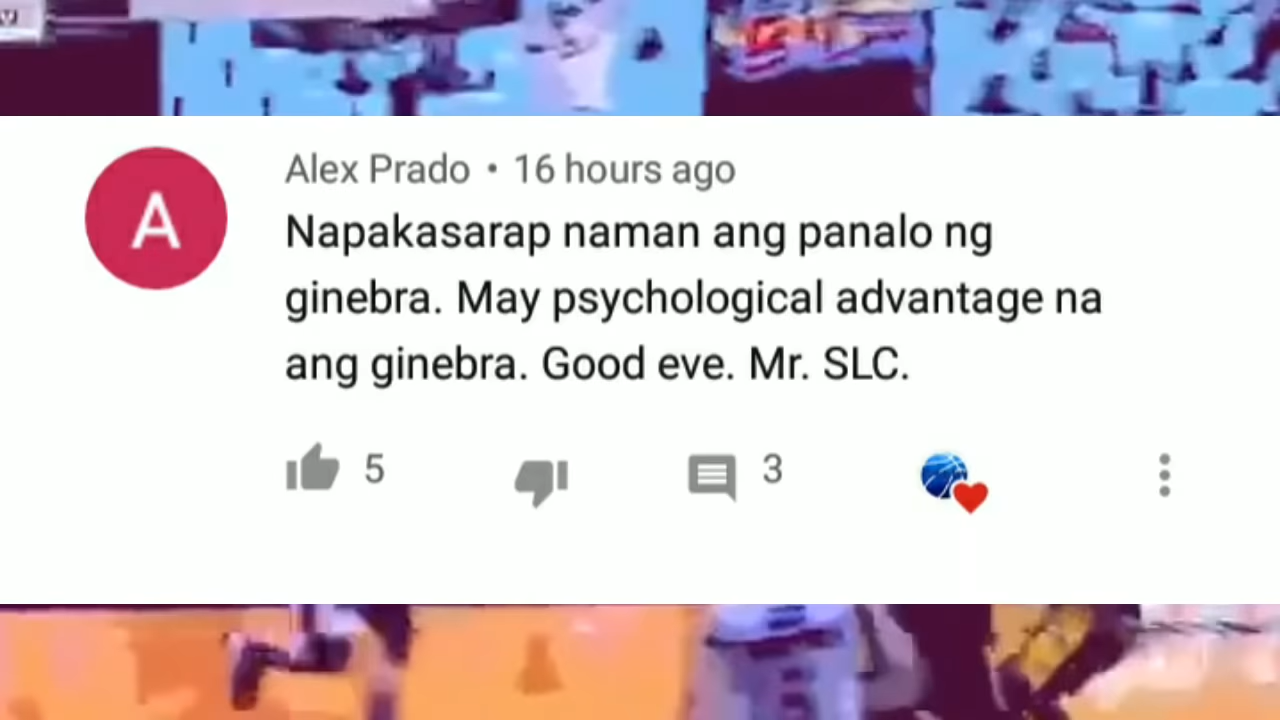 A
Alex Prado • 16 hours ago
Napakasarap naman ang panalo ng
ginebra. May psychological advantage na
ang ginebra. Good eve. Mr. SLC.
5 3